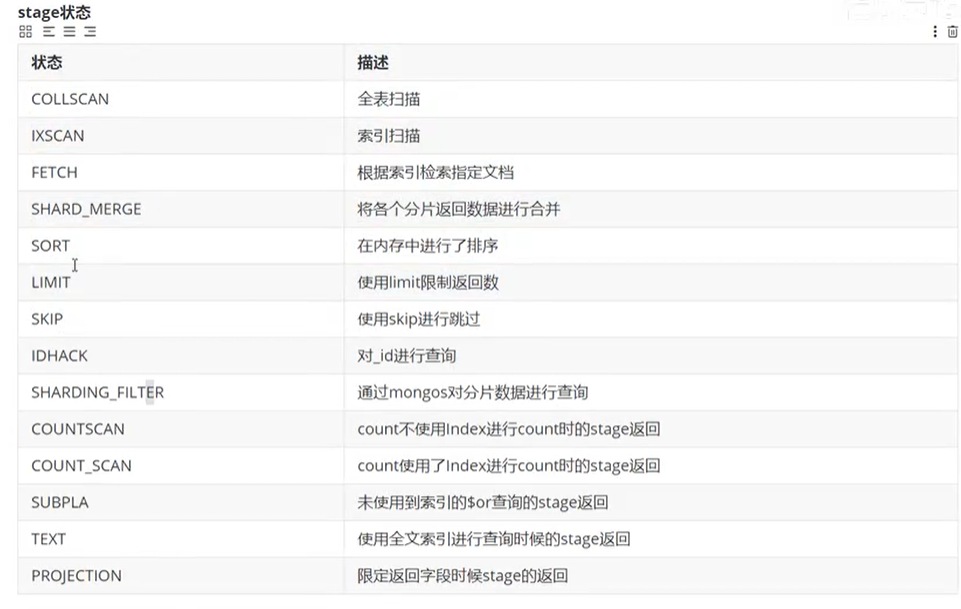 stage状态
状态 描述
COLLSCAN 全表扫描
IXSCAN 索引扫描
FETCH 根据索引检索指定文档
SHARD_MERGE 将各个分片返回数据进行合并
SORT 在内存中进行了排序
LIMIT 使用limit限制返回数
SKIP 使用skip进行跳过
IDHACK 对_id进行查询
SHARDING_FILTER 通过mongos对分片数据进行查询
COUNTSCAN count不使用Index进行count时的stage返回
COUNT_SCAN count使用了Index进行count时的stage返回
SUBPLA 未使用到索引的$or查询的stage返回
TEXT 使用全文索引进行查询时候的stage返回
PROJECTION 限定返回字段时候stage的返回